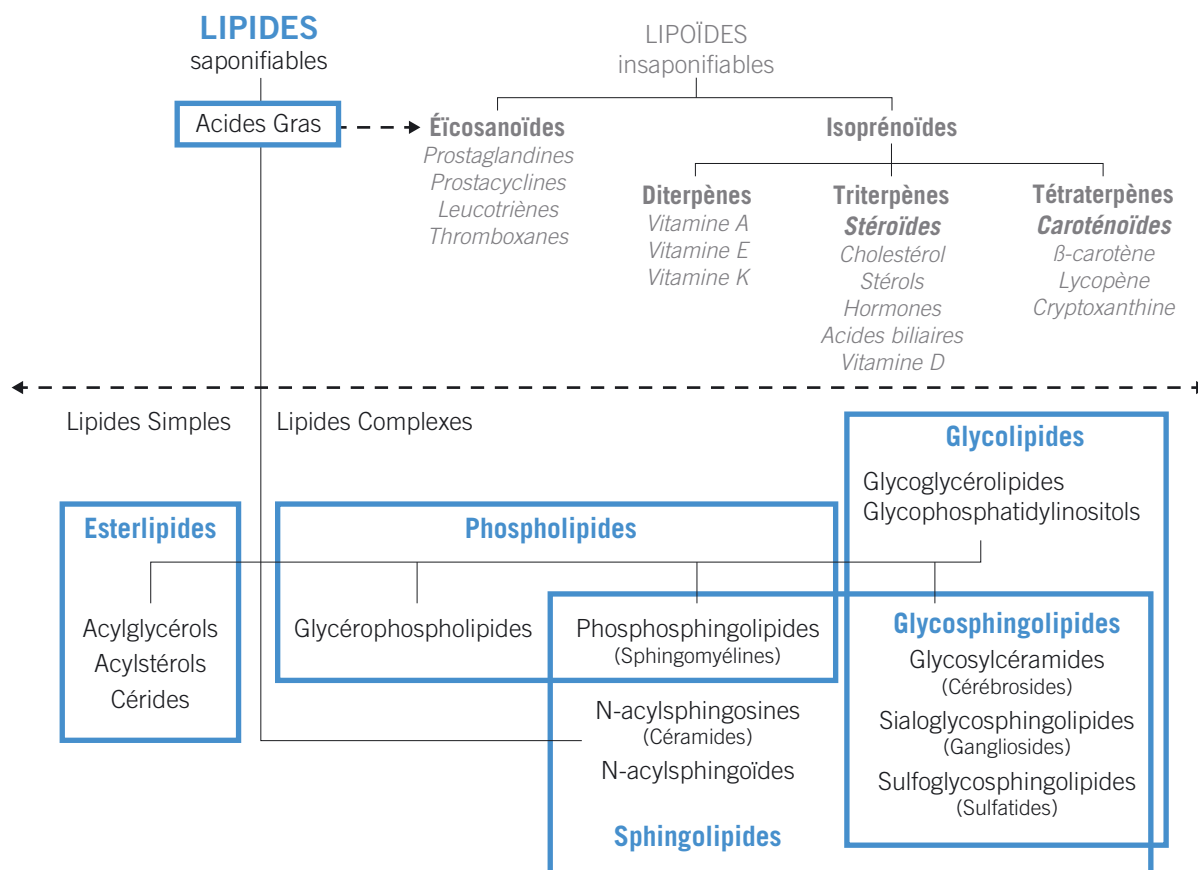 LIPIDES
saponifiables
Acides Gras
LIPOÏDES
insaponifiables
Éïcosanoïdes
Prostaglandines
Prostacyclines
Leucotriènes
Thromboxanes
Isoprénoïdes
Diterpènes
Vitamine A
Vitamine E
Vitamine K
Triterpènes
Stéroïdes
Cholestérol
Stérols
Hormones
Acides biliaires
Vitamine D
Tétraterpènes
Caroténoïdes
ß-carotène
Lycopène
Cryptoxanthine
Lipides Simples
Lipides Complexes
Esterlipides
Acylglycérols
Acylstérols
Cérides
Phospholipides
Glycérophospholipides
Phosphosphingolipides
(Sphingomyélines)
N-acylsphingosines
(Céramides)
N-acylsphingoïdes
Sphingolipides
Glycolipides
Glycoglycérolipides
Glycophosphatidylinositols
Glycosphingolipides
Glycosylcéramides
(Cérébrosides)
Sialoglycosphingolipides
(Gangliosides)
Sulfoglycosphingolipides
(Sulfatides)